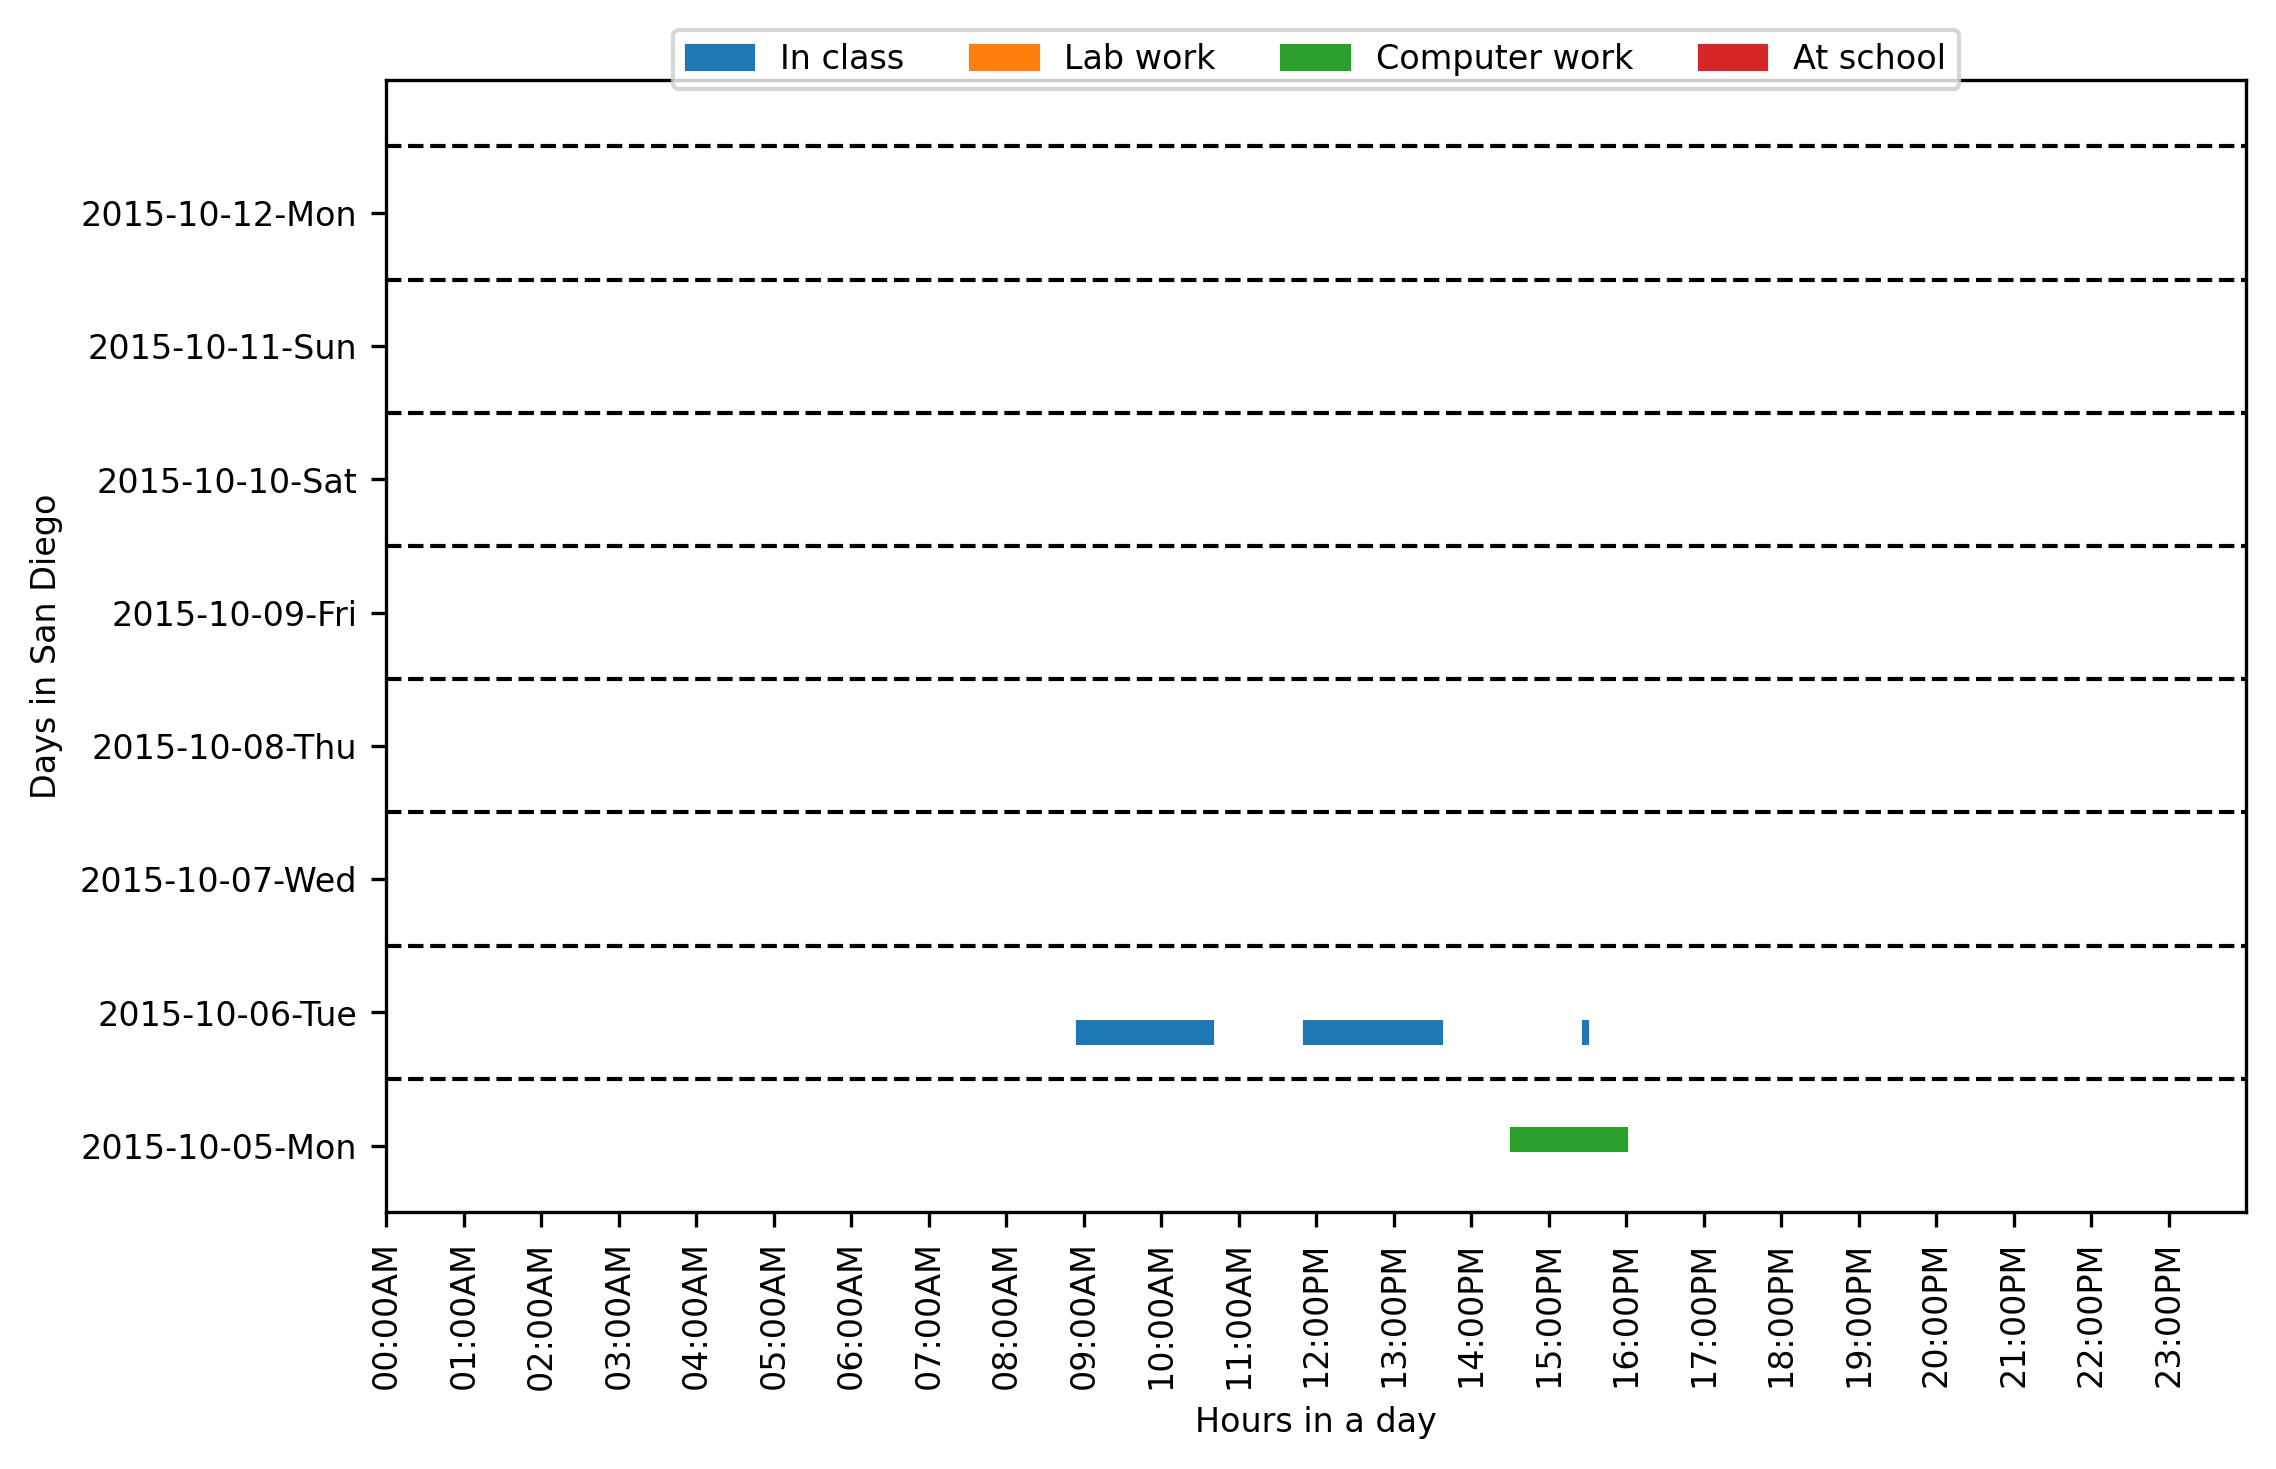 In class Lab work Computer work At school
2015-10-12-Mon
2015-10-11-Sun
2015-10-10-Sat
2015-10-09-Fri
2015-10-08-Thu
2015-10-07-Wed
2015-10-06-Tue
2015-10-05-Mon
Days in San Diego
00:00AM
01:00AM
02:00AM
03:00AM
04:00AM
05:00AM
06:00AM
07:00AM
08:00AM
09:00AM
10:00AM
11:00AM
12:00PM
13:00PM
14:00PM
15:00PM
16:00PM
17:00PM
18:00PM
19:00PM
20:00PM
21:00PM
22:00PM
23:00PM
Hours in a day